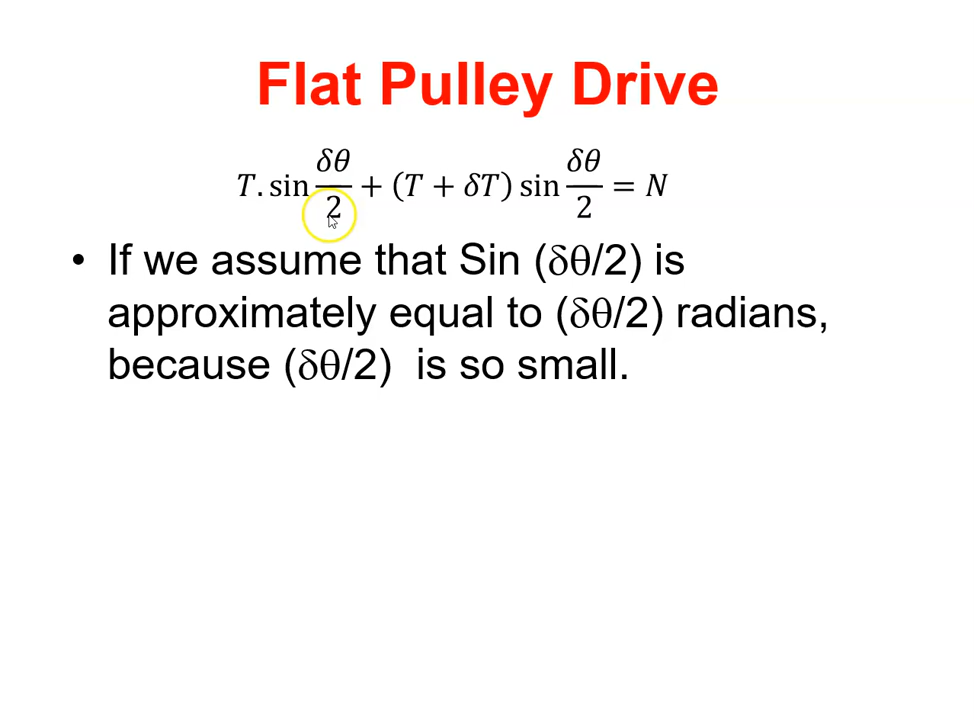 Flat Pulley Drive
T. sin δθ/2 + (T + δT) sin δθ/2 = N
• If we assume that Sin (δθ/2) is
approximately equal to (δθ/2) radians,
because (δθ/2) is so small.